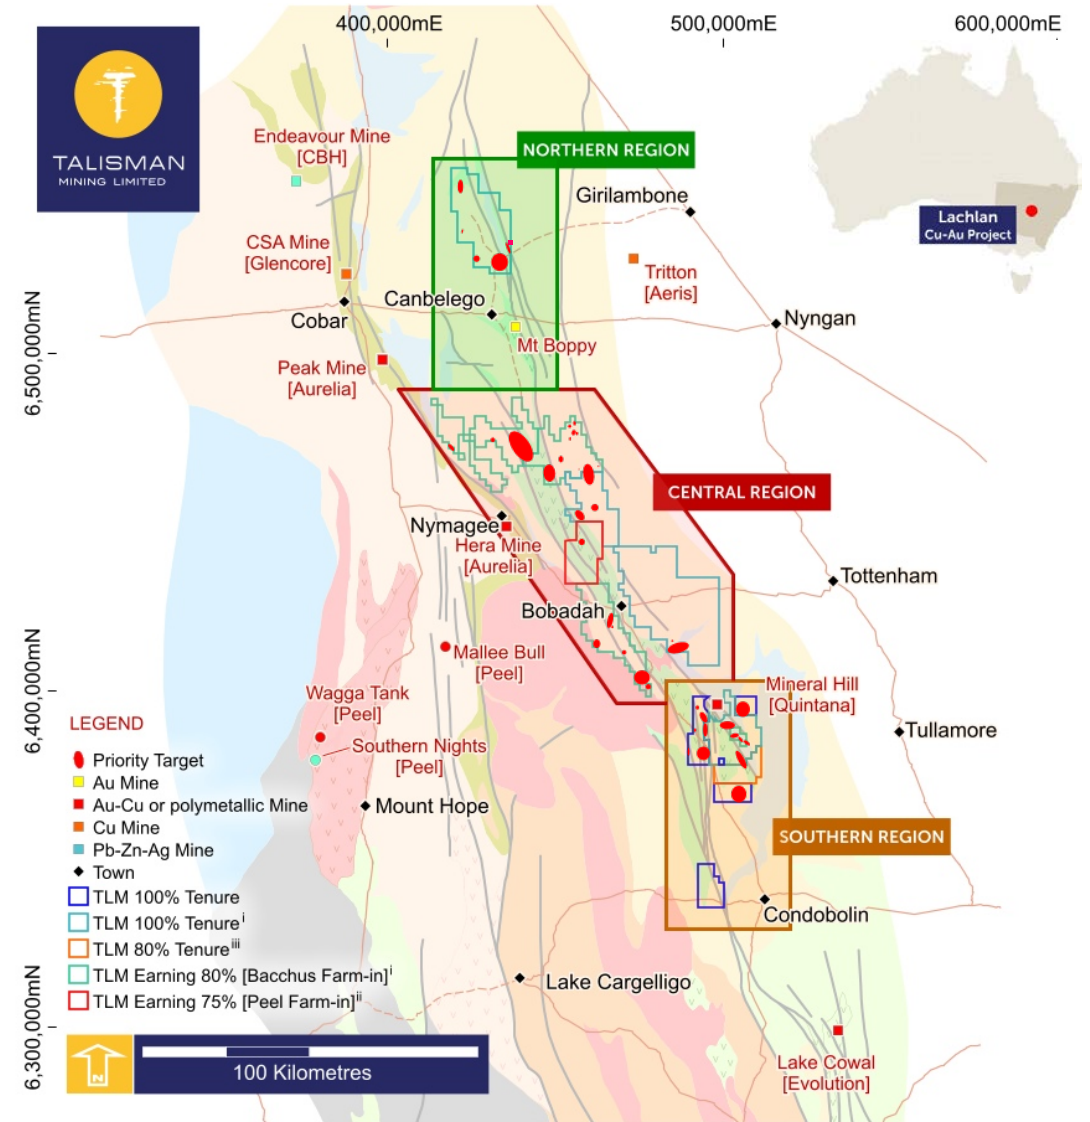 400,000mE
500,000mE
600,000mE
TALISMAN
MINING LIMITED
Endeavour Mine
[CBH]
NORTHERN REGION
Girilambone
Lachlan
Cu-Au Project
CSA Mine
[Glencore]
Tritton
[Aeris]
Canbelego
Cobar
Nyngan
Mt Boppy
6,500,000mN
Peak Mine
[Aurelia]
CENTRAL REGION
Nymagee
Hera Mine
[Aurelia]
Tottenham
Bobadah
Mallee Bull
[Peel]
6,400,000mN
Wagga Tank
[Peel]
Mineral Hill
[Quintana]
Tullamore
Southern Nights
[Peel]
Mount Hope
SOUTHERN REGION
Condobolin
LEGEND
Priority Target
Au Mine
Au-Cu or polymetallic Mine
Cu Mine
Pb-Zn-Ag Mine
Town
TLM 100% Tenure
TLM 100% Tenure i
TLM 80% Tenure iii
TLM Earning 80% [Bacchus Farm-in] i
TLM Earning 75% [Peel Farm-in] ii
Lake Cargelligo
6,300,000mN
Lake Cowal
[Evolution]
N
100 Kilometres